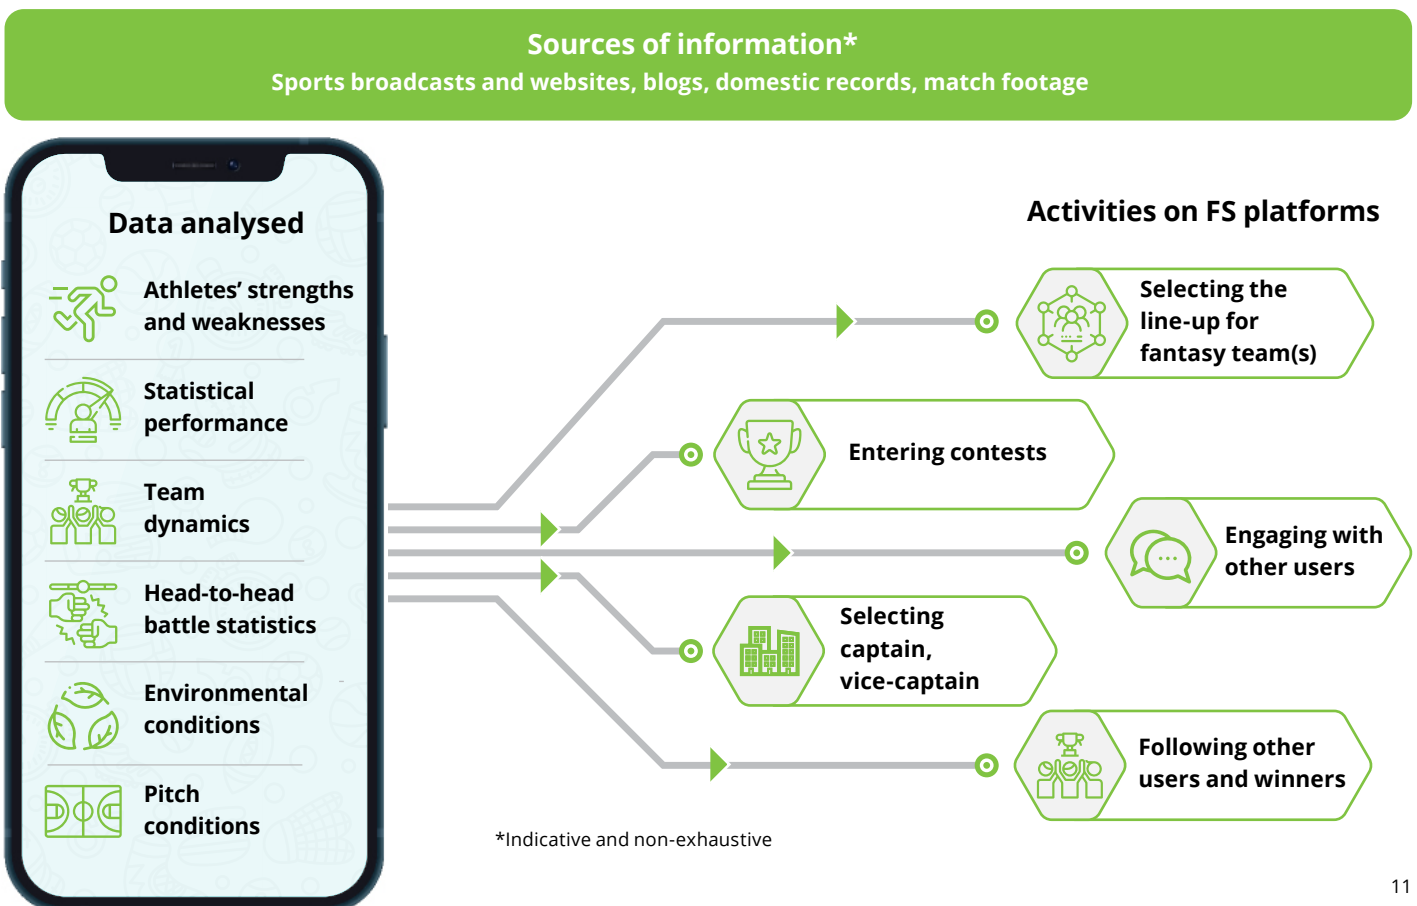 Sources of information*
Sports broadcasts and websites, blogs, domestic records, match footage
Data analysed
Athletes’ strengths
and weaknesses
Statistical
performance
Team
dynamics
Head-to-head
battle statistics
Environmental
conditions
Pitch
conditions
Activities on FS platforms
Selecting the
line-up for
fantasy team(s)
Entering contests
Engaging with
other users
Selecting
captain,
vice-captain
Following other
users and winners
*Indicative and non-exhaustive
11